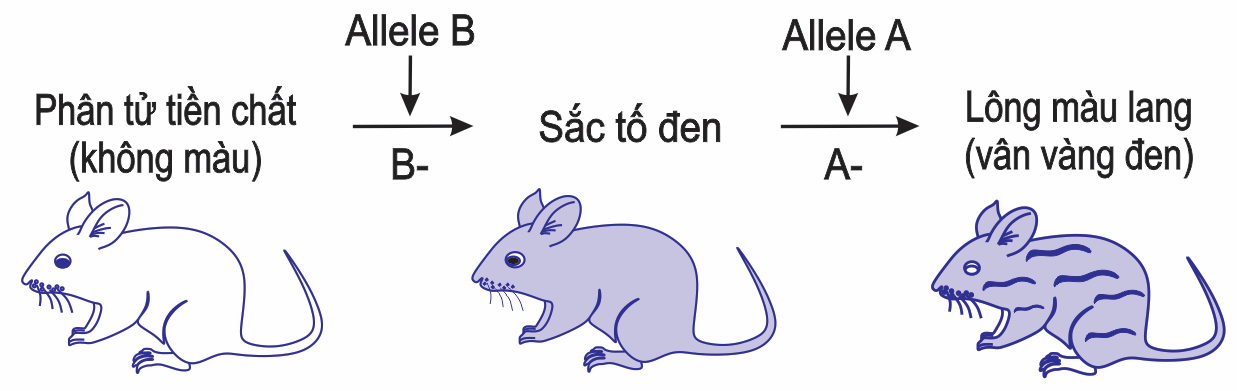 Allele B
Allele A
Phân tử tiền chất
(không màu)
B-
Sắc tố đen
A-
Lông màu lang
(vân vàng đen)